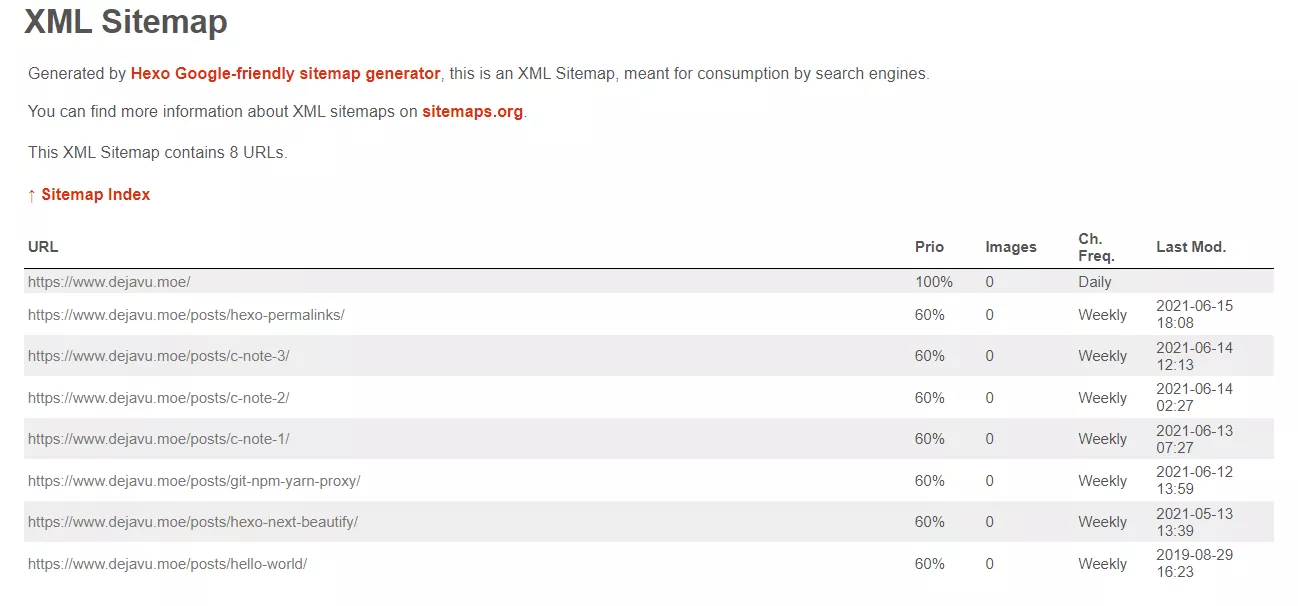 XML Sitemap
Generated by Hexo Google-friendly sitemap generator, this is an XML Sitemap, meant for consumption by search engines.
You can find more information about XML sitemaps on sitemaps.org.
This XML Sitemap contains 8 URLs.
↑ Sitemap Index
URL Prio Images Ch. Freq. Last Mod.
https://www.dejavu.moe/ 100% 0 Daily
https://www.dejavu.moe/posts/hexo-permalinks/ 60% 0 Weekly 2021-06-15 18:08
https://www.dejavu.moe/posts/c-note-3/ 60% 0 Weekly 2021-06-14 12:13
https://www.dejavu.moe/posts/c-note-2/ 60% 0 Weekly 2021-06-14 02:27
https://www.dejavu.moe/posts/c-note-1/ 60% 0 Weekly 2021-06-13 07:27
https://www.dejavu.moe/posts/git-npm-yarn-proxy/ 60% 0 Weekly 2021-06-12 13:59
https://www.dejavu.moe/posts/hexo-next-beautify/ 60% 0 Weekly 2021-05-13 13:39
https://www.dejavu.moe/posts/hello-world/ 60% 0 Weekly 2019-08-29 16:23